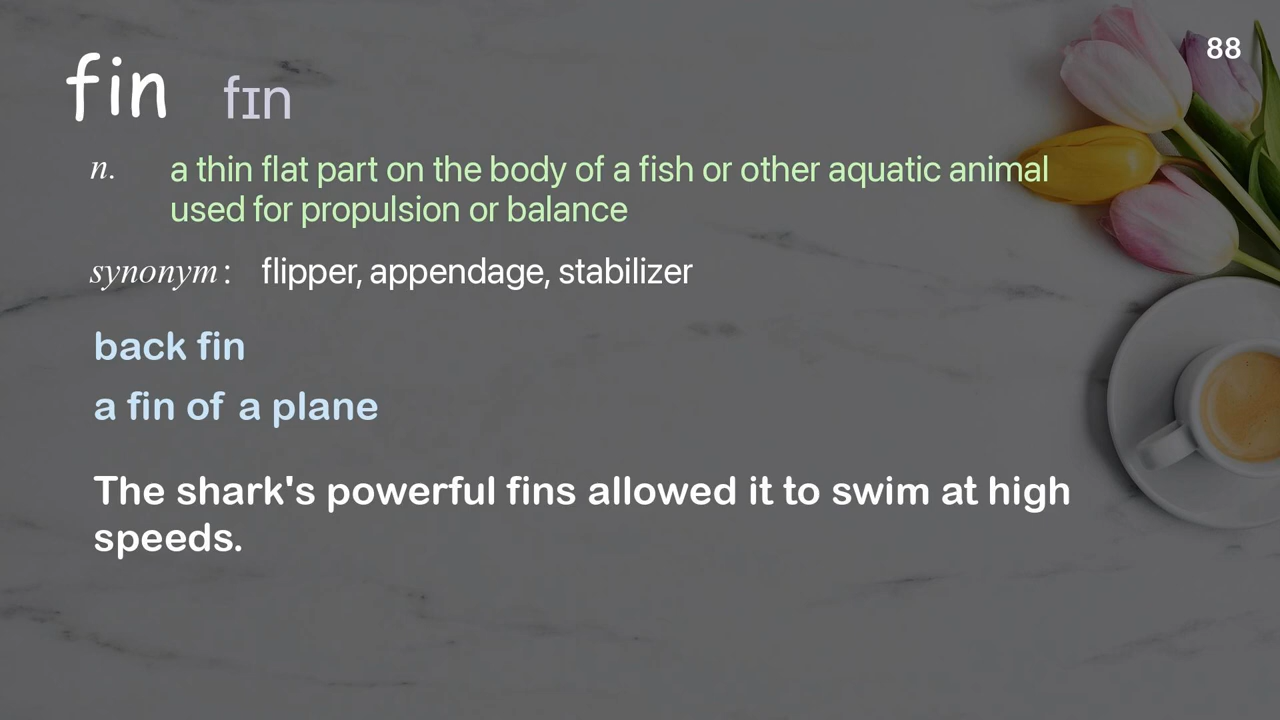 88
fin fɪn
n. a thin flat part on the body of a fish or other aquatic animal
used for propulsion or balance
synonym: flipper, appendage, stabilizer
back fin
a fin of a plane
The shark's powerful fins allowed it to swim at high
speeds.